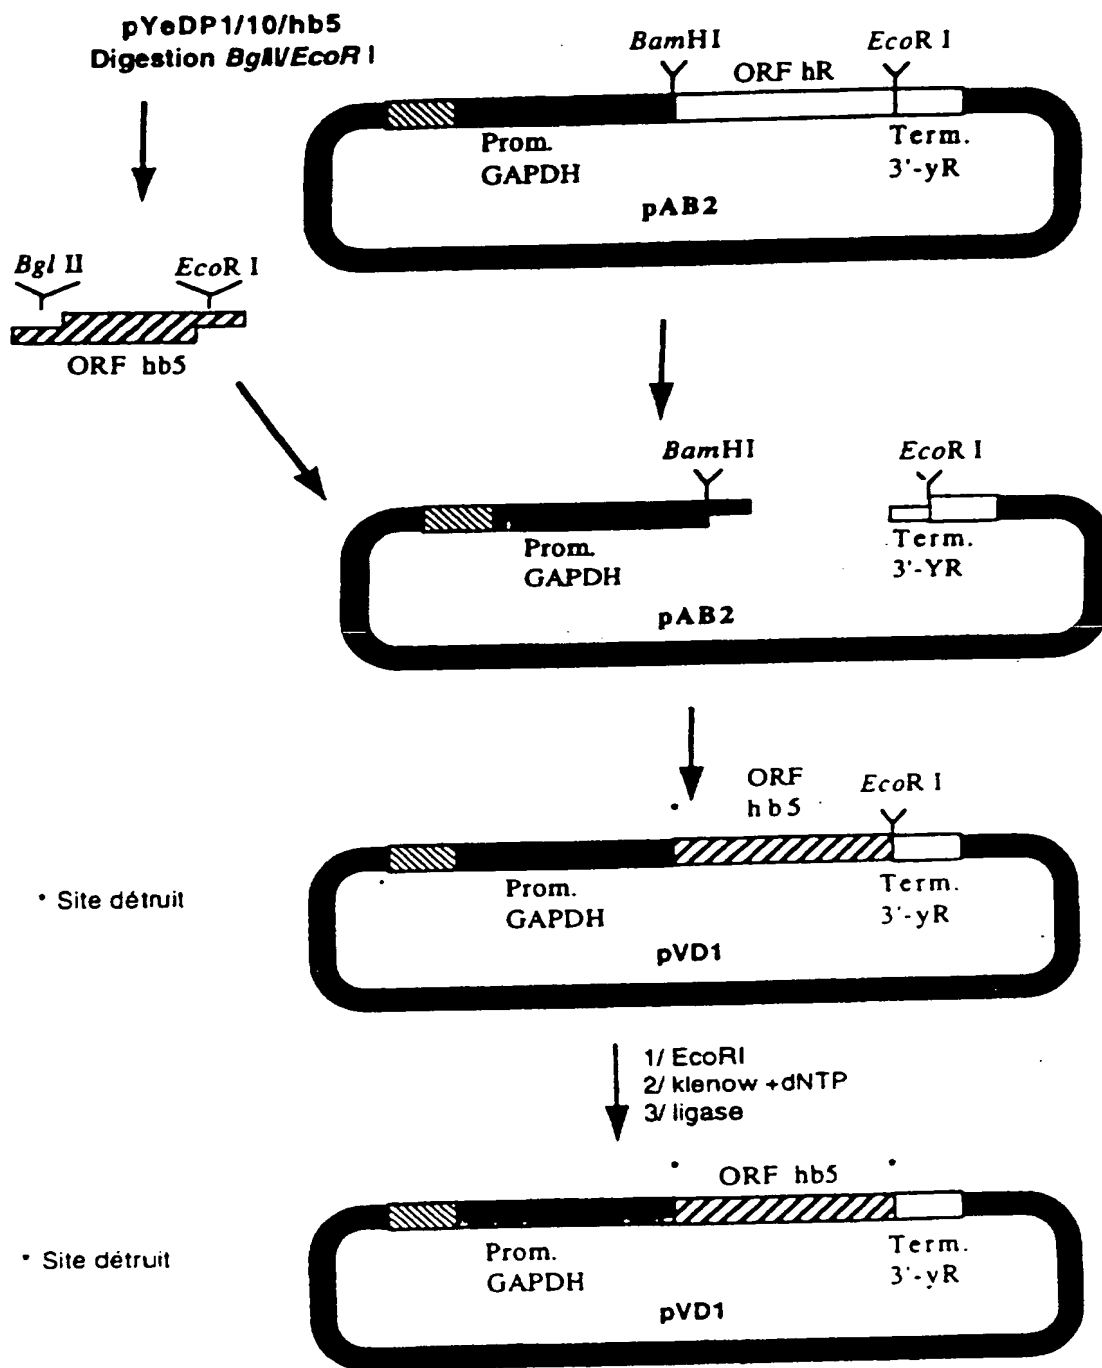 pYeDP1/10/hb5
Digestion BglII/EcoR I
BamHI
EcoR I
ORF hR
Prom.
GAPDH
Term.
3'-yR
pAB2
Bgl II
EcoR I
ORF hb5
BamHI
EcoR I
Prom.
GAPDH
Term.
3'-YR
pAB2
ORF
hb5
EcoR I
• Site détruit
Prom.
GAPDH
Term.
3'-yR
pVD1
1/ EcoRI
2/ klenow +dNTP
3/ ligase
ORF hb5
• Site détruit
Prom.
GAPDH
Term.
3'-yR
pVD1